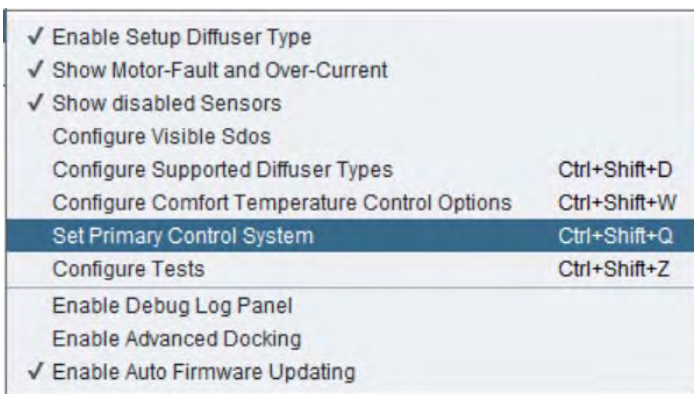 ✓ Enable Setup Diffuser Type
✓ Show Motor-Fault and Over-Current
✓ Show disabled Sensors
Configure Visible Sdos
Configure Supported Diffuser Types Ctrl+Shift+D
Configure Comfort Temperature Control Options Ctrl+Shift+W
Set Primary Control System Ctrl+Shift+Q
Configure Tests Ctrl+Shift+Z
Enable Debug Log Panel
Enable Advanced Docking
✓ Enable Auto Firmware Updating